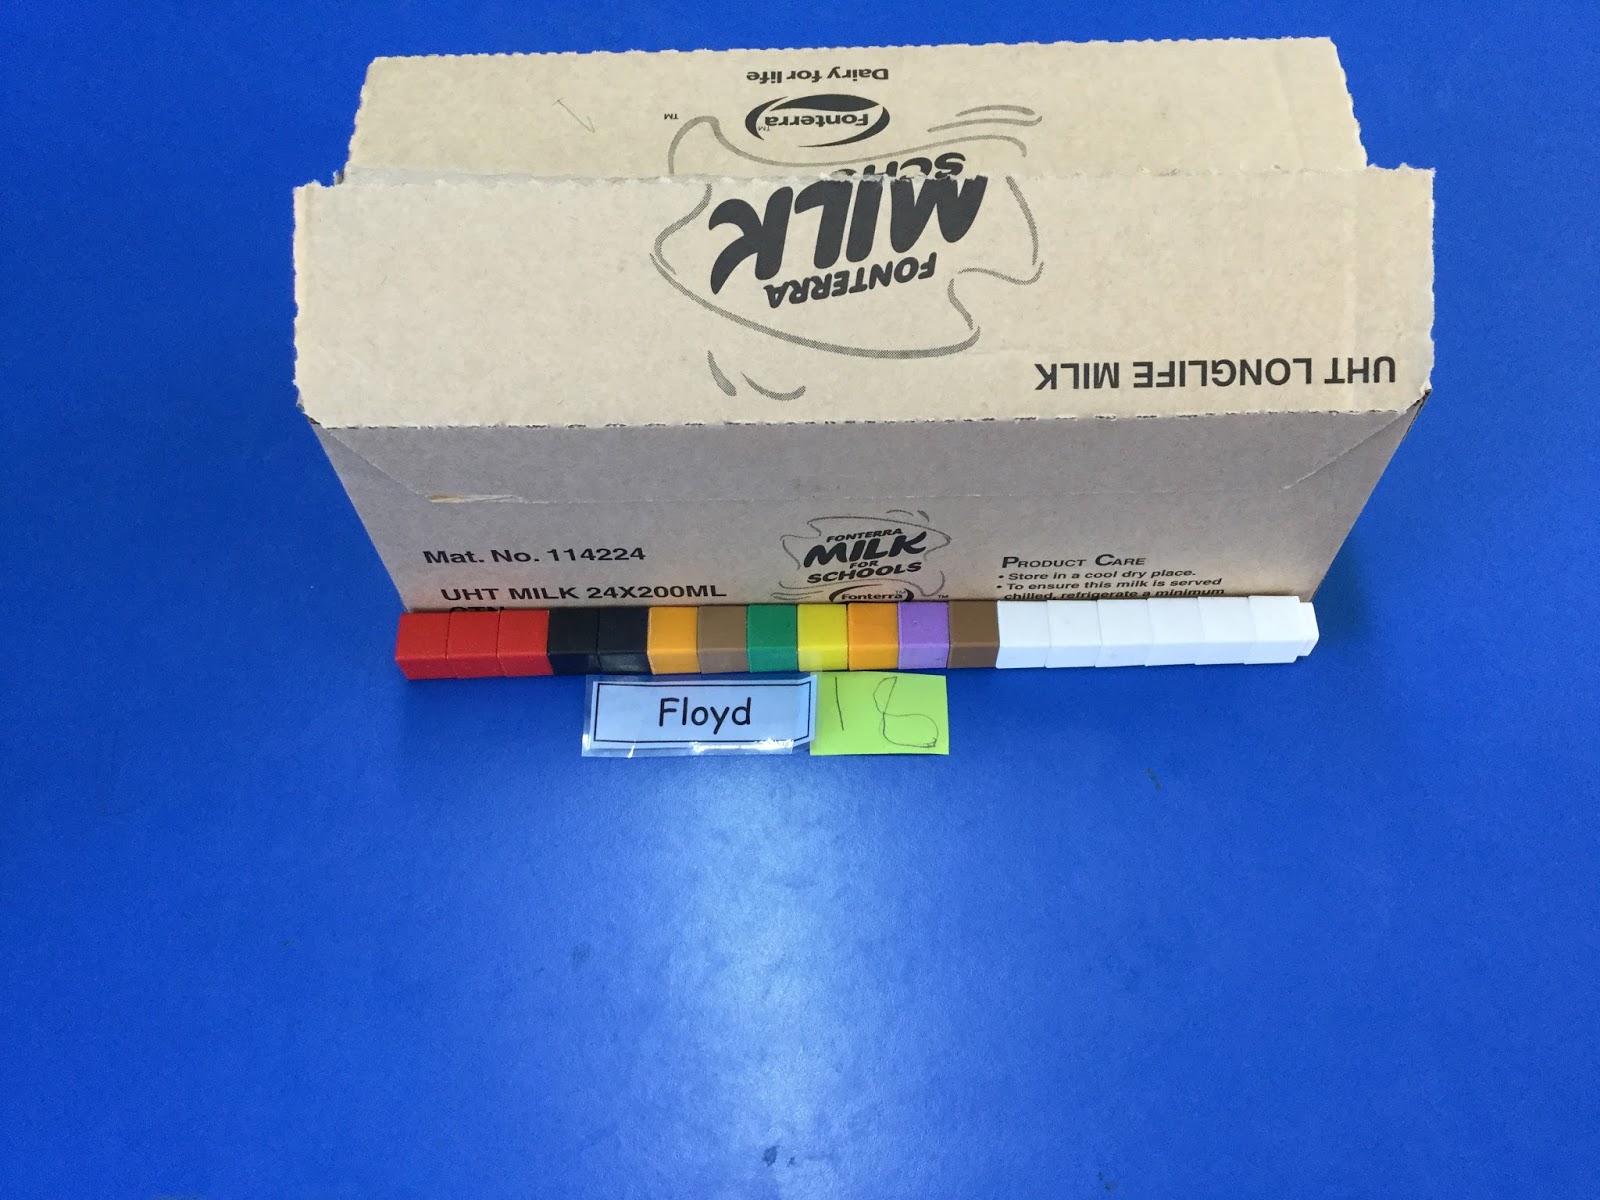 Dairy for life
Fonterra™
™
SCHO
MILK
FONTERRA
UHT LONGLIFE MILK
Mat. No. 114224
UHT MILK 24X200ML
FONTERRA
MILK
FOR
SCHOOLS
Fonterra™
™
PRODUCT CARE
• Store in a cool dry place.
• To ensure this milk is served
chilled, refrigerate a minimum
Floyd
18